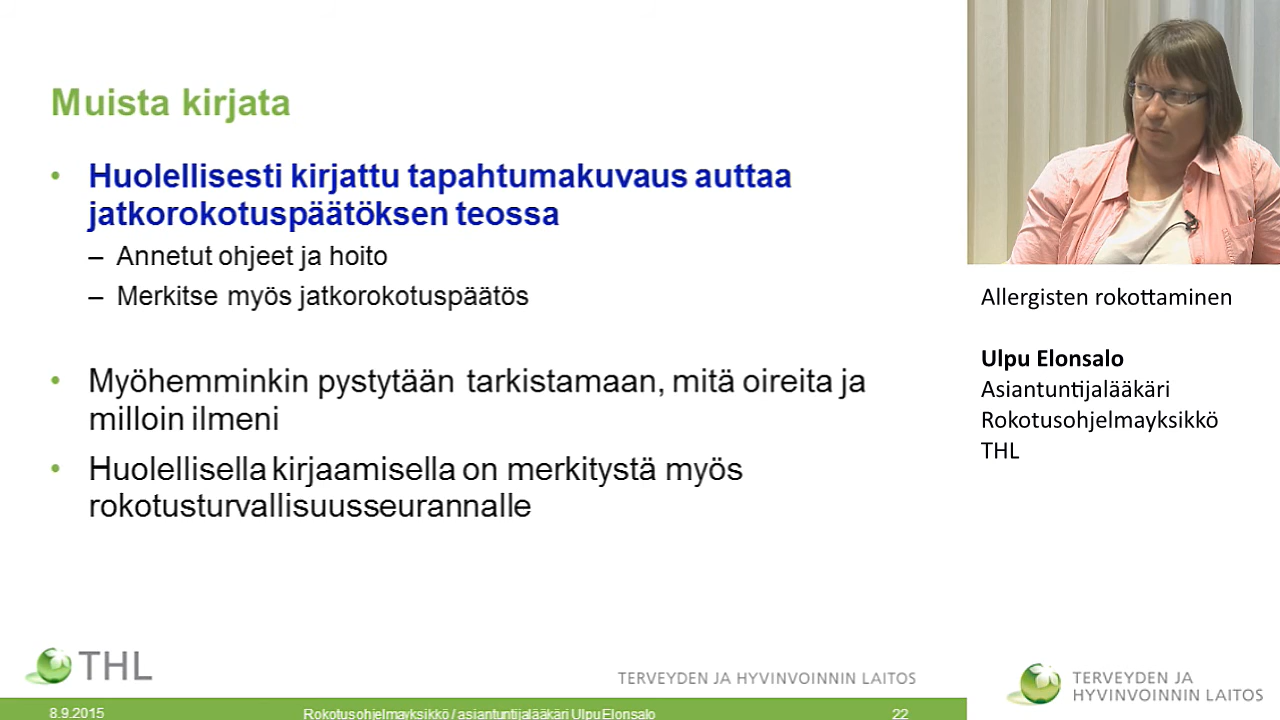 Muista kirjata
• Huolellisesti kirjattu tapahtumakuvaus auttaa
jatkorokotuspäätöksen teossa
– Annetut ohjeet ja hoito
– Merkitse myös jatkorokotuspäätös
• Myöhemminkin pystytään tarkistamaan, mitä oireita ja
milloin ilmeni
• Huolellisella kirjaamisella on merkitystä myös
rokotusturvallisuusseurannalle
THL
TERVEYDEN JA HYVINVOINNIN LAITOS
8.9.2015
Rokotusohjelmayksikkö / asiantuntijalääkäri Ulpu Elonsalo
22
Allergisten rokottaminen
Ulpu Elonsalo
Asiantuntijalääkäri
Rokotusohjelmayksikkö
THL
TERVEYDEN JA
HYVINVOINNIN LAITOS